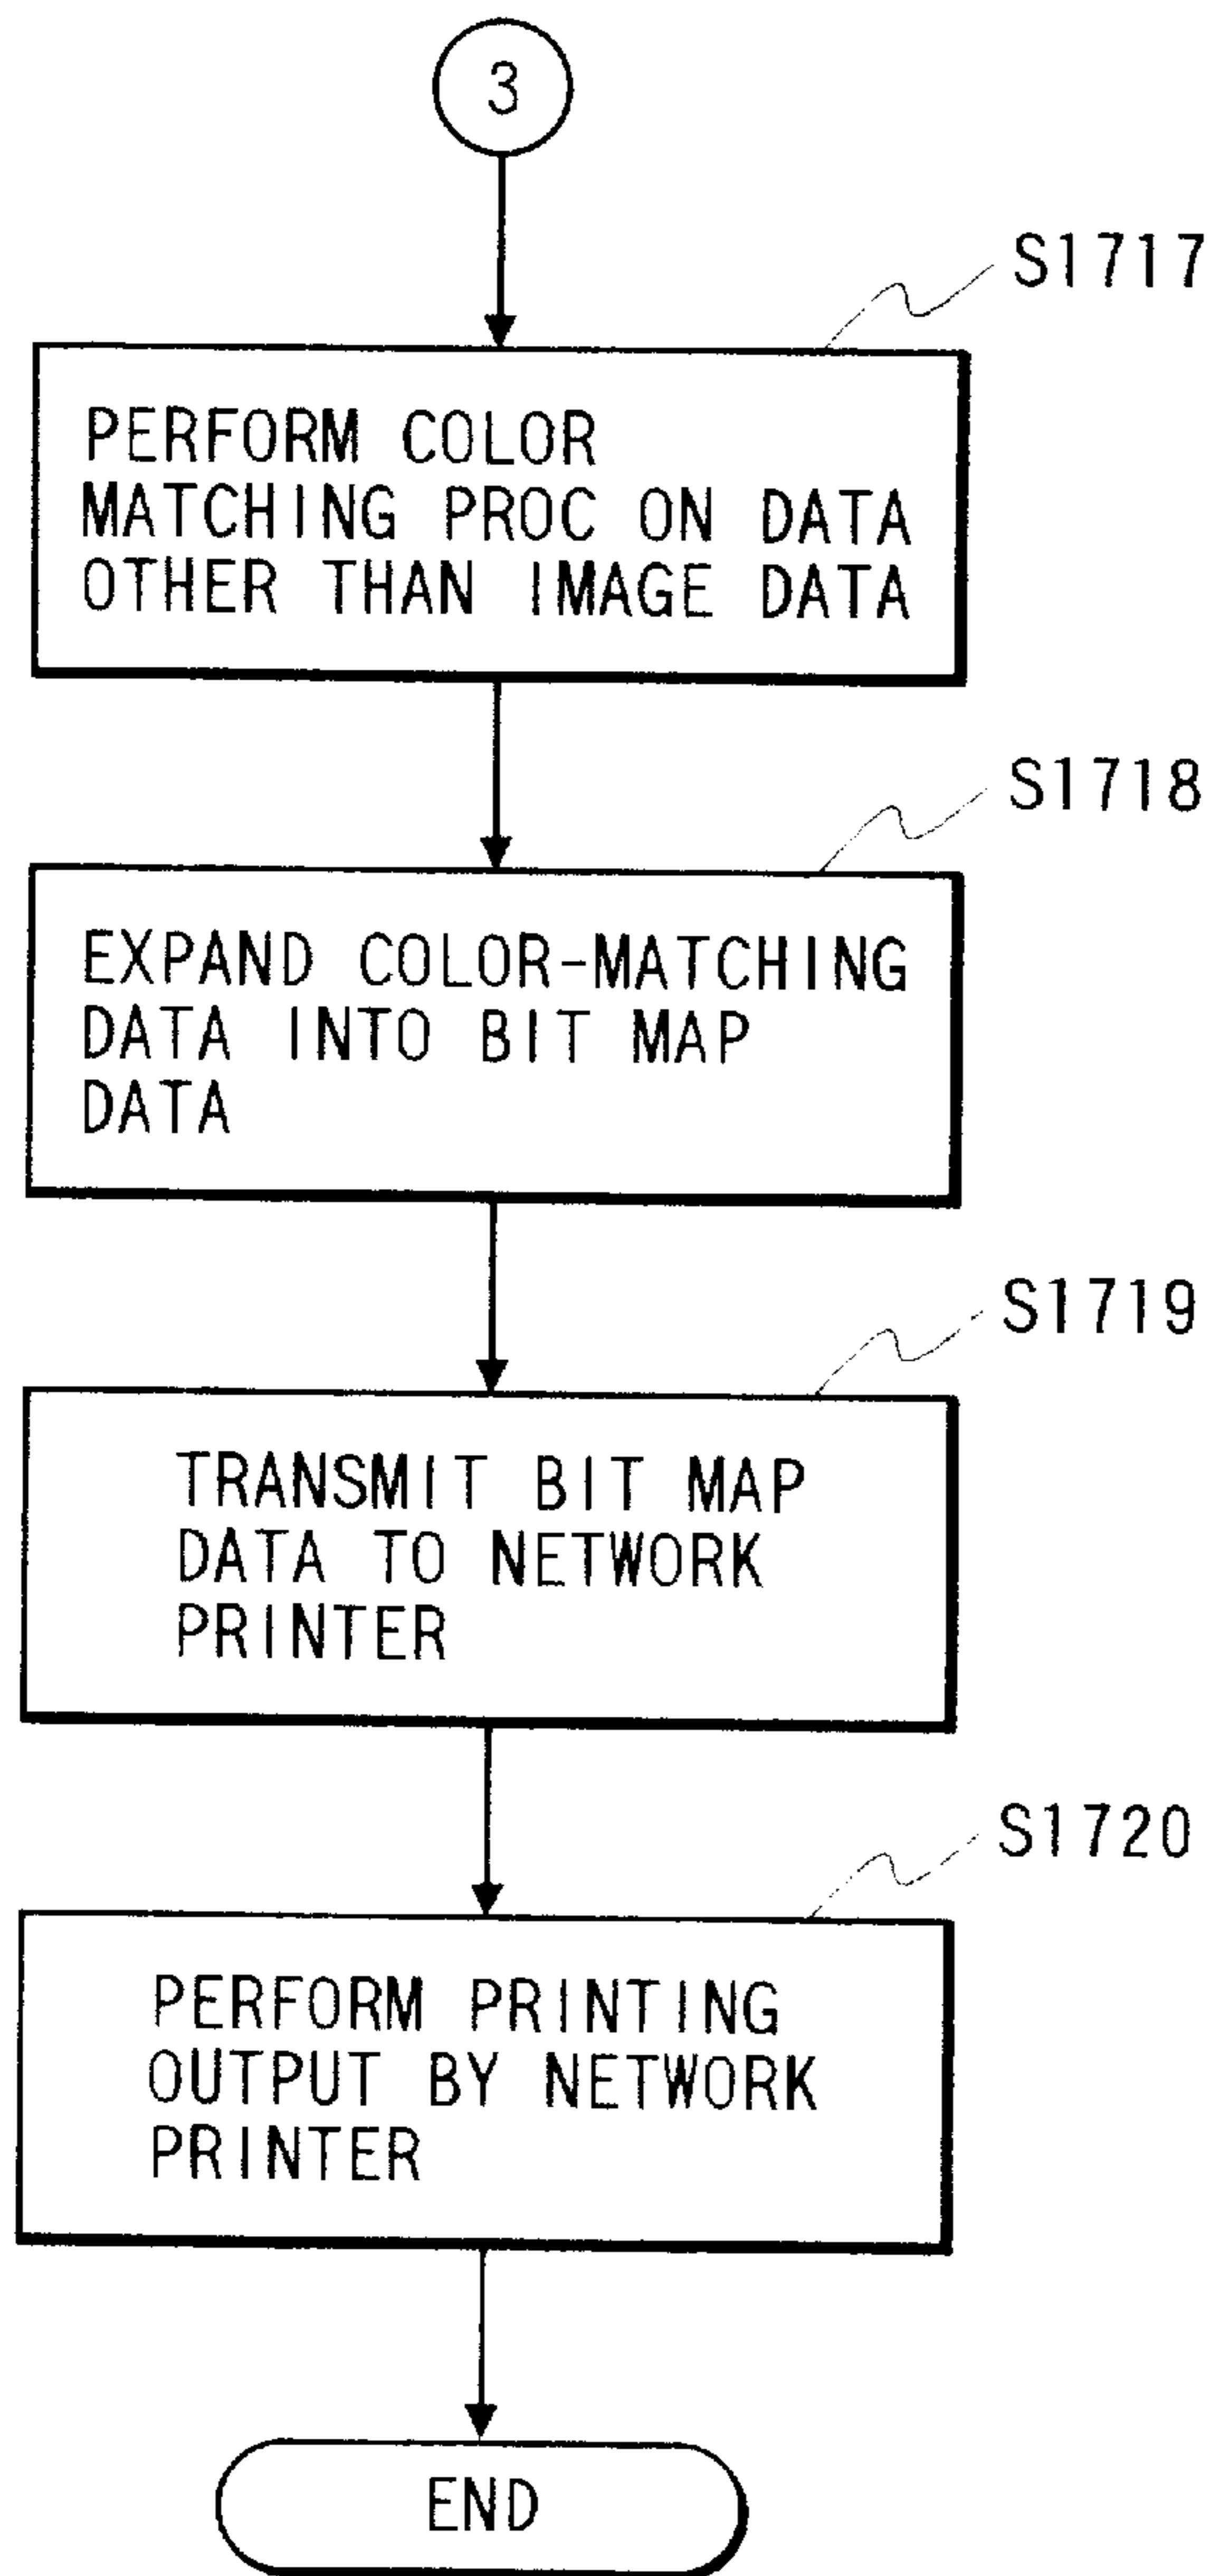 3
S1717
PERFORM COLOR
MATCHING PROC ON DATA
OTHER THAN IMAGE DATA
S1718
EXPAND COLOR-MATCHING
DATA INTO BIT MAP
DATA
S1719
TRANSMIT BIT MAP
DATA TO NETWORK
PRINTER
S1720
PERFORM PRINTING
OUTPUT BY NETWORK
PRINTER
END